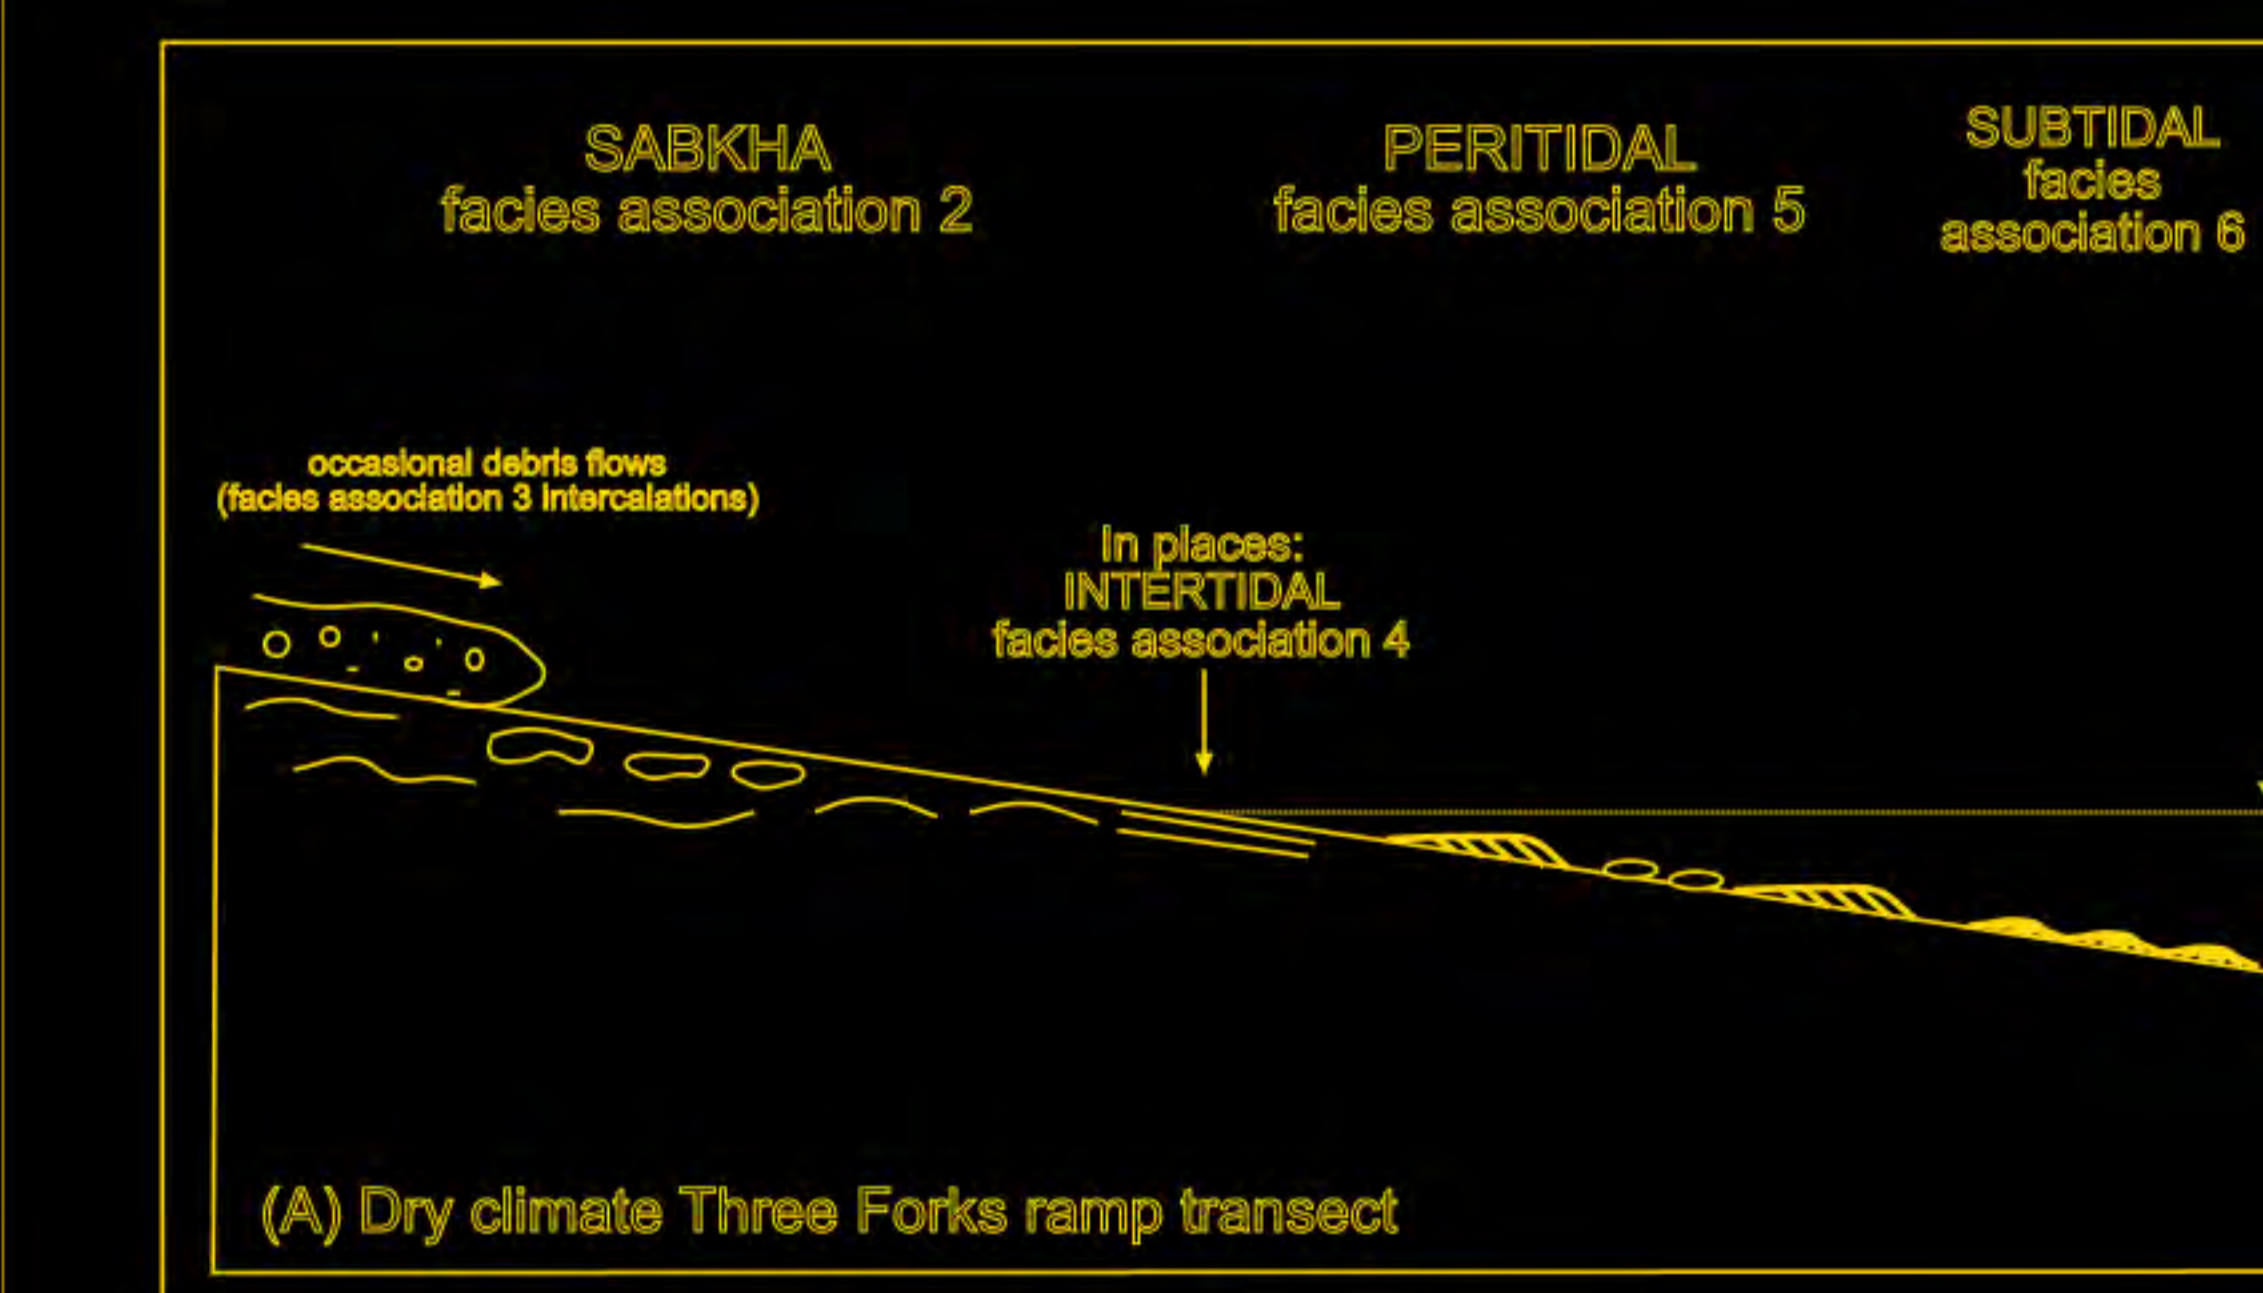 SABKHA
facies association 2
PERITIDAL
facies association 5
SUBTIDAL
facies
association 6
occasional debris flows
(facies association 3 intercalations)
In places:
INTERTIDAL
facies association 4
(A) Dry climate Three Forks ramp transect